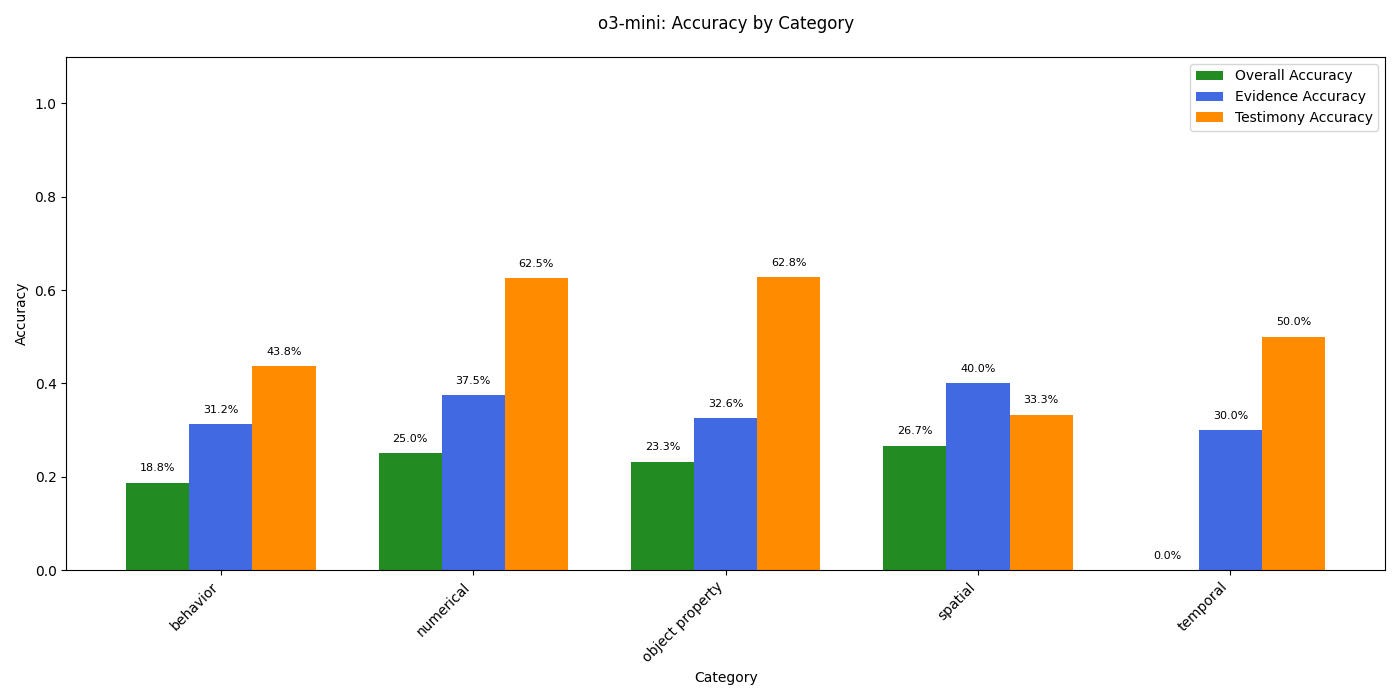 o3-mini: Accuracy by Category
Overall Accuracy
Evidence Accuracy
Testimony Accuracy
Accuracy
1.0
0.8
0.6
0.4
0.2
0.0
18.8%
31.2%
43.8%
25.0%
37.5%
62.5%
23.3%
32.6%
62.8%
26.7%
40.0%
33.3%
0.0%
30.0%
50.0%
behavior
numerical
object property
spatial
temporal
Category